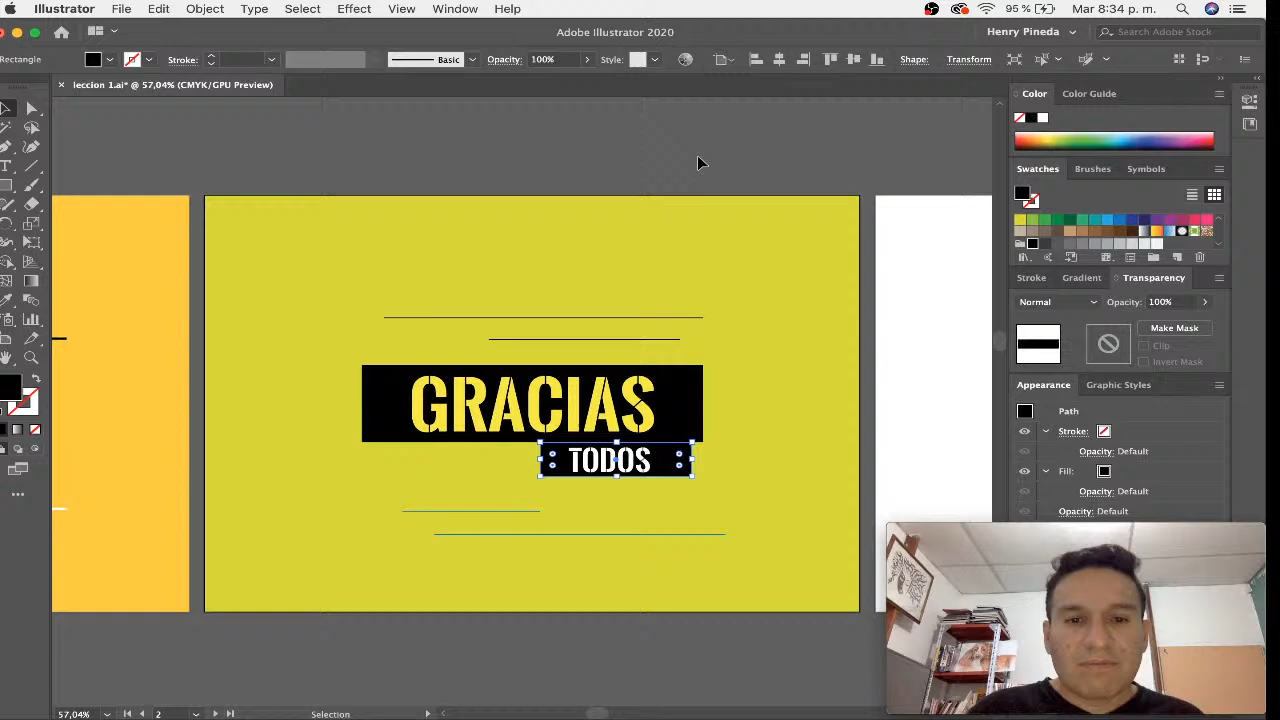 Illustrator File Edit Object Type Select Effect View Window Help 95 % Mar 8:34 p. m.
Adobe Illustrator 2020 Henry Pineda Search Adobe Stock
Rectangle Stroke: Basic Opacity: 100% Style: Shape: Transform
× leccion 1.ai* @ 57,04% (CMYK/GPU Preview)
Color Color Guide
Swatches Brushes Symbols
Stroke Gradient Transparency
Normal Opacity: 100%
Make Mask
Clip
Invert Mask
Appearance Graphic Styles
Path
Stroke:
Opacity: Default
Fill:
Opacity: Default
Opacity: Default
GRACIAS
TODOS
57,04% 2 Selection